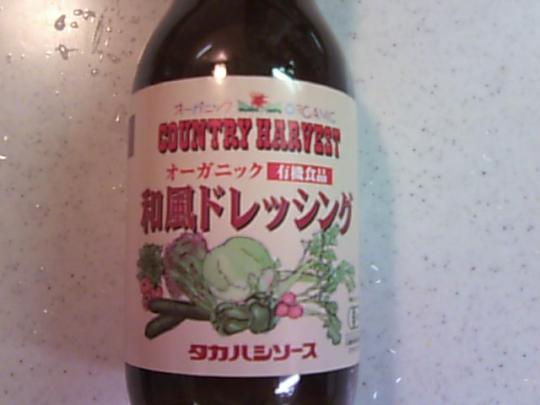 オーガニック ORGANIC
COUNTRY HARVEST
オーガニック 有機食品
和風ドレッシング
タカハシソース